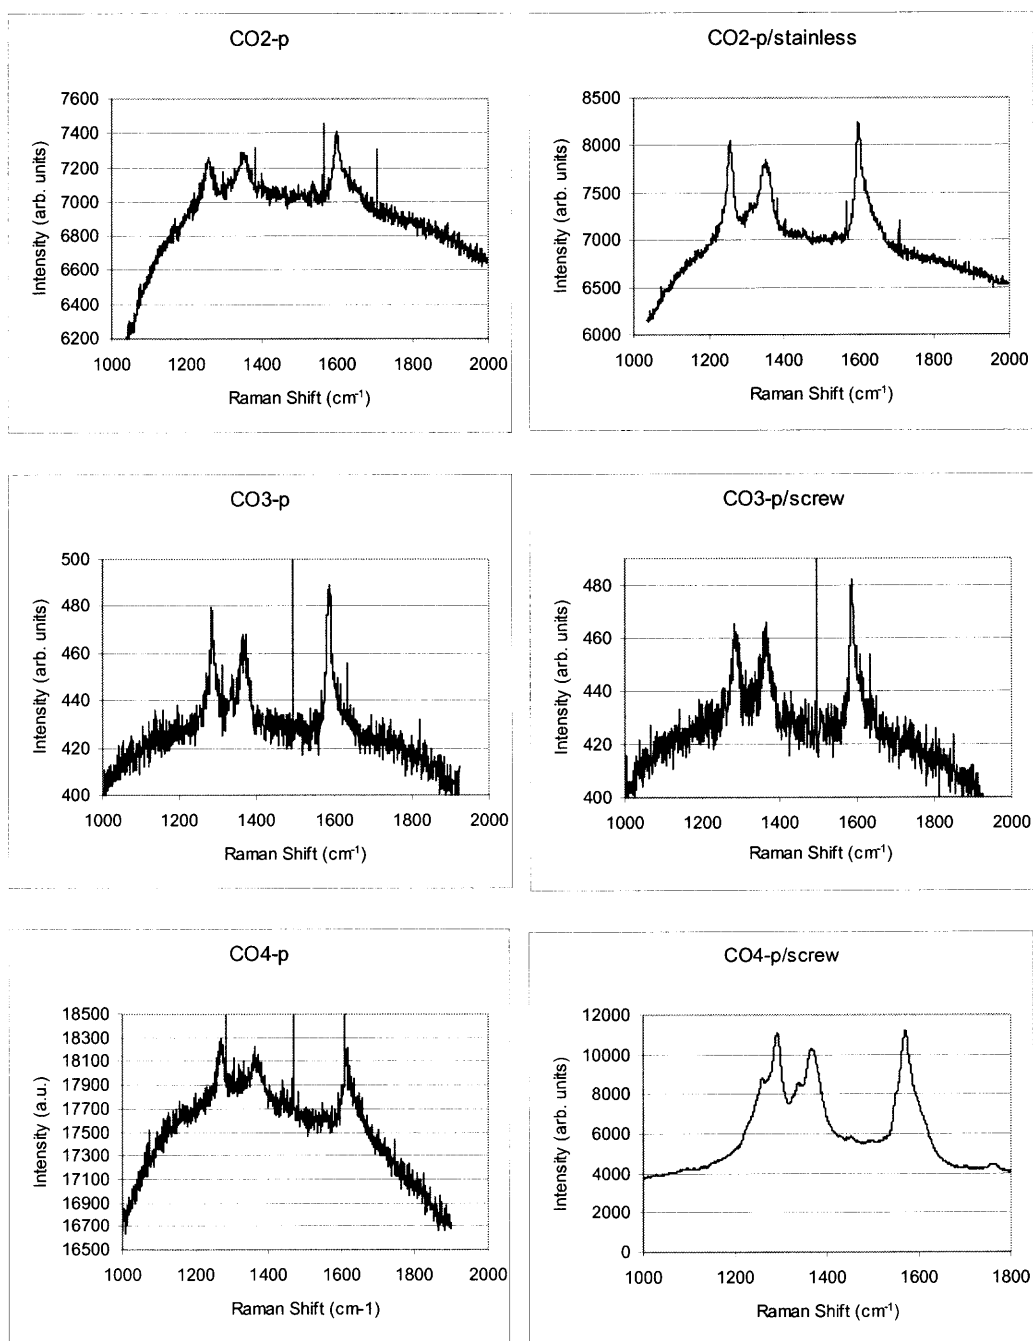 CO2-p
Intensity (arb. units)
7600
7400
7200
7000
6800
6600
6400
6200
1000 1200 1400 1600 1800 2000
Raman Shift (cm⁻¹)
CO2-p/stainless
Intensity (arb. units)
8500
8000
7500
7000
6500
6000
1000 1200 1400 1600 1800 2000
Raman Shift (cm⁻¹)
CO3-p
Intensity (arb. units)
500
480
460
440
420
400
1000 1200 1400 1600 1800 2000
Raman Shift (cm⁻¹)
CO3-p/screw
Intensity (arb. units)
480
460
440
420
400
1000 1200 1400 1600 1800 2000
Raman Shift (cm⁻¹)
CO4-p
Intensity (a.u.)
18500
18300
18100
17900
17700
17500
17300
17100
16900
16700
16500
1000 1200 1400 1600 1800 2000
Raman Shift (cm-1)
CO4-p/screw
Intensity (arb. units)
12000
10000
8000
6000
4000
2000
0
1000 1200 1400 1600 1800
Raman Shift (cm⁻¹)